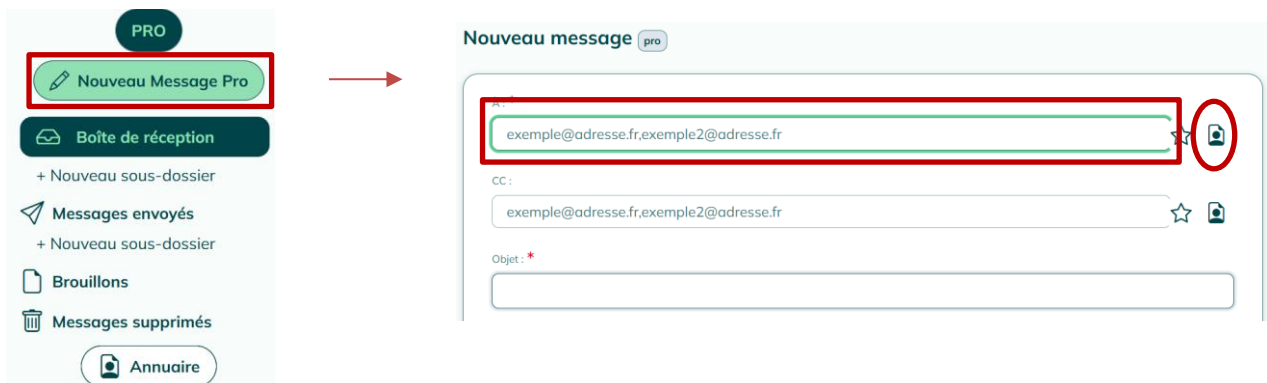 PRO
Nouveau Message Pro
Boîte de réception
+ Nouveau sous-dossier
Messages envoyés
+ Nouveau sous-dossier
Brouillons
Messages supprimés
Annuaire
Nouveau message pro
A : *
exemple@adresse.fr,exemple2@adresse.fr
CC :
exemple@adresse.fr,exemple2@adresse.fr
Objet : *